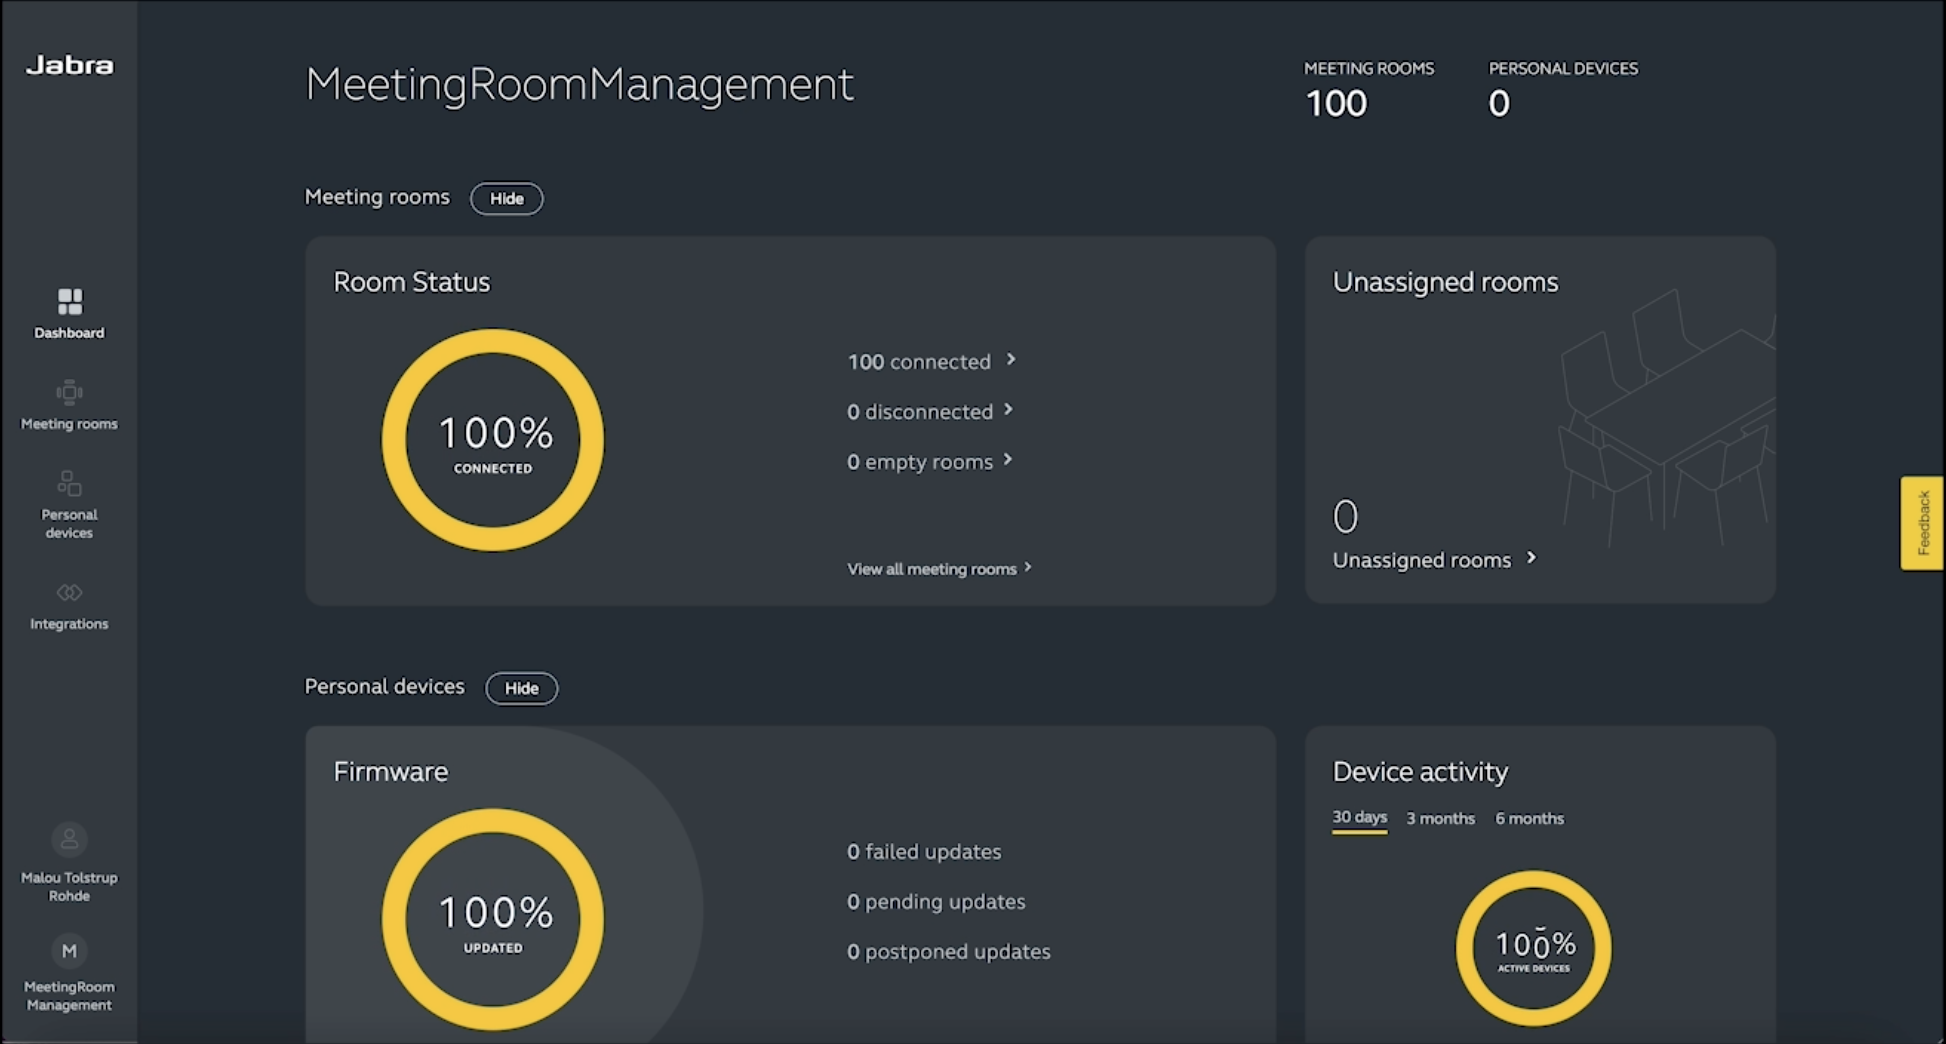 Jabra
Dashboard
Meeting rooms
Personal
devices
Integrations
Malou Tolstrup
Rohde
M
MeetingRoom
Management
MeetingRoomManagement
MEETING ROOMS
100
PERSONAL DEVICES
0
Meeting rooms
Hide
Room Status
100%
CONNECTED
100 connected
0 disconnected
0 empty rooms
View all meeting rooms
Unassigned rooms
0
Unassigned rooms
Personal devices
Hide
Firmware
100%
UPDATED
0 failed updates
0 pending updates
0 postponed updates
Device activity
30 days 3 months 6 months
100%
ACTIVE DEVICES
Feedback